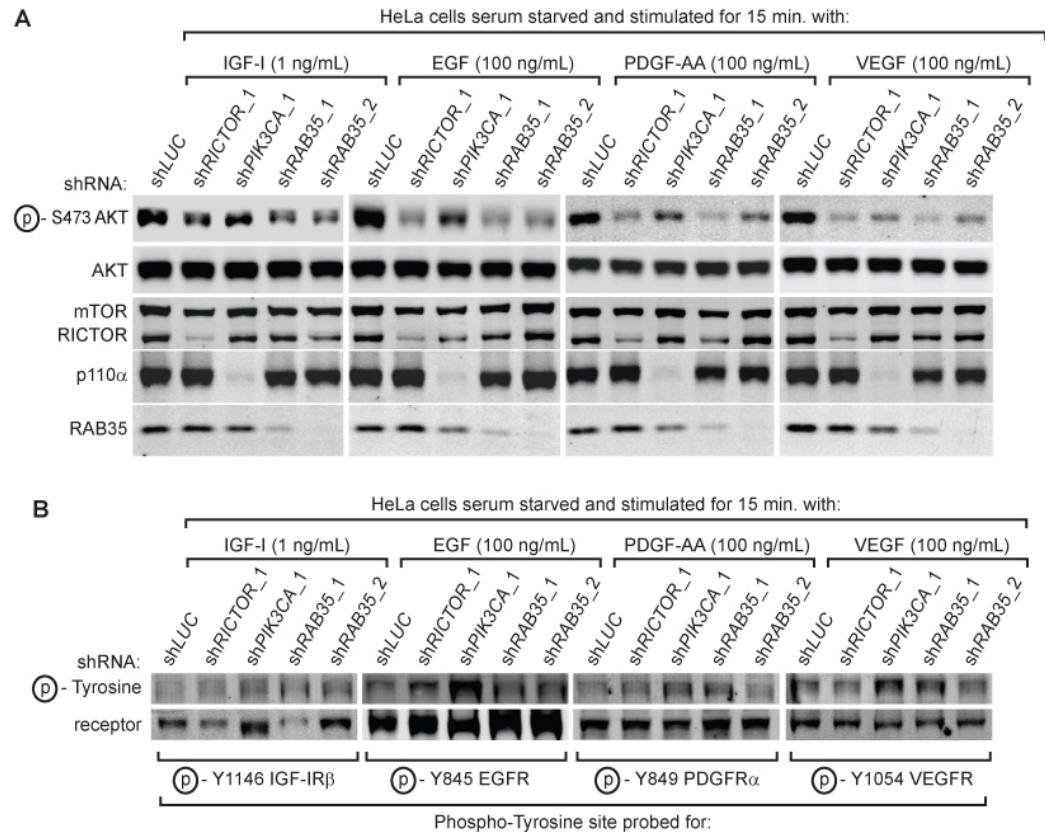 A
HeLa cells serum starved and stimulated for 15 min. with:
IGF-I (1 ng/mL) EGF (100 ng/mL) PDGF-AA (100 ng/mL) VEGF (100 ng/mL)
shRNA: shLUC shRICTOR_1 shPIK3CA_1 shRAB35_1 shRAB35_2 shLUC shRICTOR_1 shPIK3CA_1 shRAB35_1 shRAB35_2 shLUC shRICTOR_1 shPIK3CA_1 shRAB35_1 shRAB35_2 shLUC shRICTOR_1 shPIK3CA_1 shRAB35_1 shRAB35_2
p - S473 AKT
AKT
mTOR
RICTOR
p110α
RAB35
B
HeLa cells serum starved and stimulated for 15 min. with:
IGF-I (1 ng/mL) EGF (100 ng/mL) PDGF-AA (100 ng/mL) VEGF (100 ng/mL)
shRNA: shLUC shRICTOR_1 shPIK3CA_1 shRAB35_1 shRAB35_2 shLUC shRICTOR_1 shPIK3CA_1 shRAB35_1 shRAB35_2 shLUC shRICTOR_1 shPIK3CA_1 shRAB35_1 shRAB35_2 shLUC shRICTOR_1 shPIK3CA_1 shRAB35_1 shRAB35_2
p - Tyrosine
receptor
p - Y1146 IGF-IRβ p - Y845 EGFR p - Y849 PDGFRα p - Y1054 VEGFR
Phospho-Tyrosine site probed for: